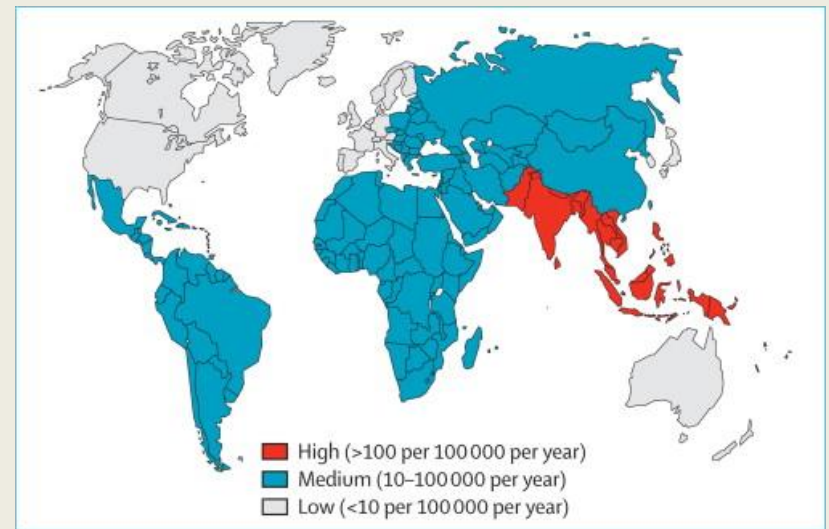 High (>100 per 100 000 per year)
Medium (10–100 000 per year)
Low (<10 per 100 000 per year)